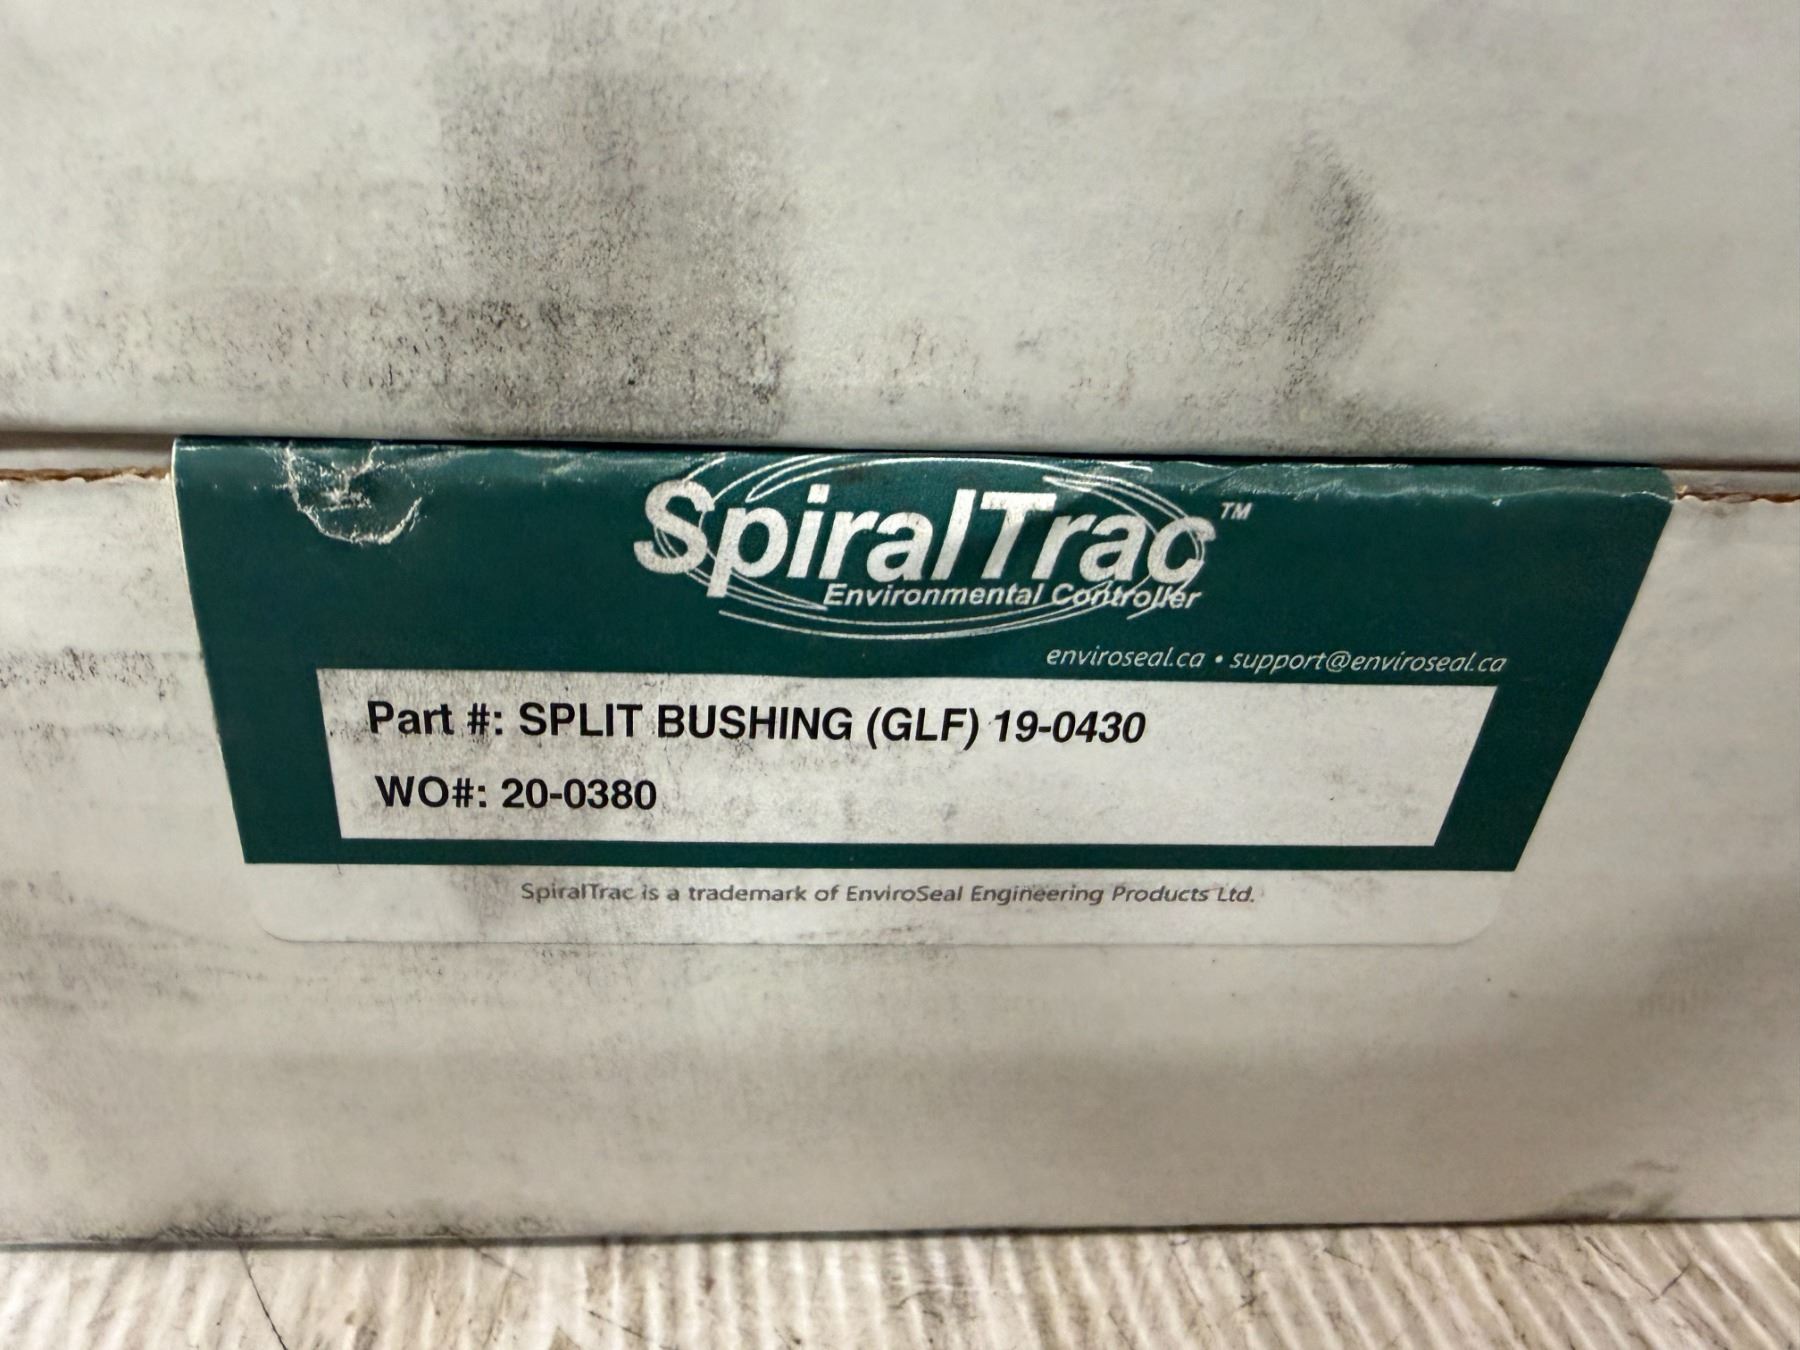 SpiralTrac™
Environmental Controller
enviroseal.ca • support@enviroseal.ca
Part #: SPLIT BUSHING (GLF) 19-0430
WO#: 20-0380
SpiralTrac is a trademark of EnviroSeal Engineering Products Ltd.